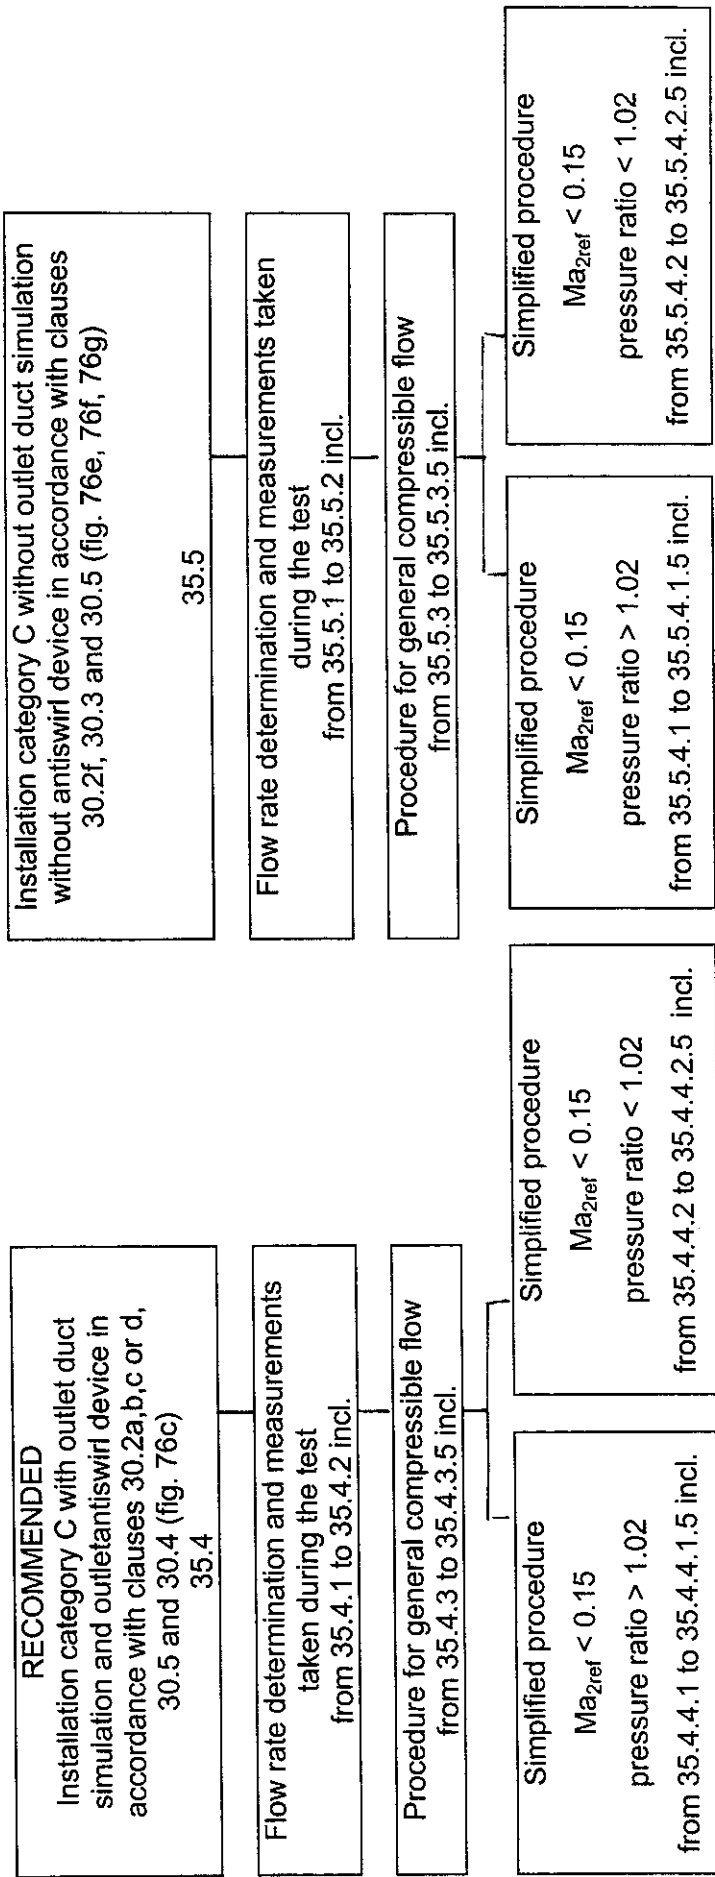 RECOMMENDED
Installation category C with outlet duct
simulation and outletantiswirl device in
accordance with clauses 30.2a,b,c or d,
30.5 and 30.4 (fig. 76c)
35.4
Flow rate determination and measurements
taken during the test
from 35.4.1 to 35.4.2 incl.
Procedure for general compressible flow
from 35.4.3 to 35.4.3.5 incl.
Simplified procedure
Ma2ref < 0.15
pressure ratio > 1.02
from 35.4.4.1 to 35.4.4.1.5 incl.
Simplified procedure
Ma2ref < 0.15
pressure ratio < 1.02
from 35.4.4.2 to 35.4.4.2.5 incl.
Installation category C without outlet duct simulation
without antiswirl device in accordance with clauses
30.2f, 30.3 and 30.5 (fig. 76e, 76f, 76g)
35.5
Flow rate determination and measurements taken
during the test
from 35.5.1 to 35.5.2 incl.
Procedure for general compressible flow
from 35.5.3 to 35.5.3.5 incl.
Simplified procedure
Ma2ref < 0.15
pressure ratio > 1.02
from 35.5.4.1 to 35.5.4.1.5 incl.
Simplified procedure
Ma2ref < 0.15
pressure ratio < 1.02
from 35.5.4.2 to 35.5.4.2.5 incl.